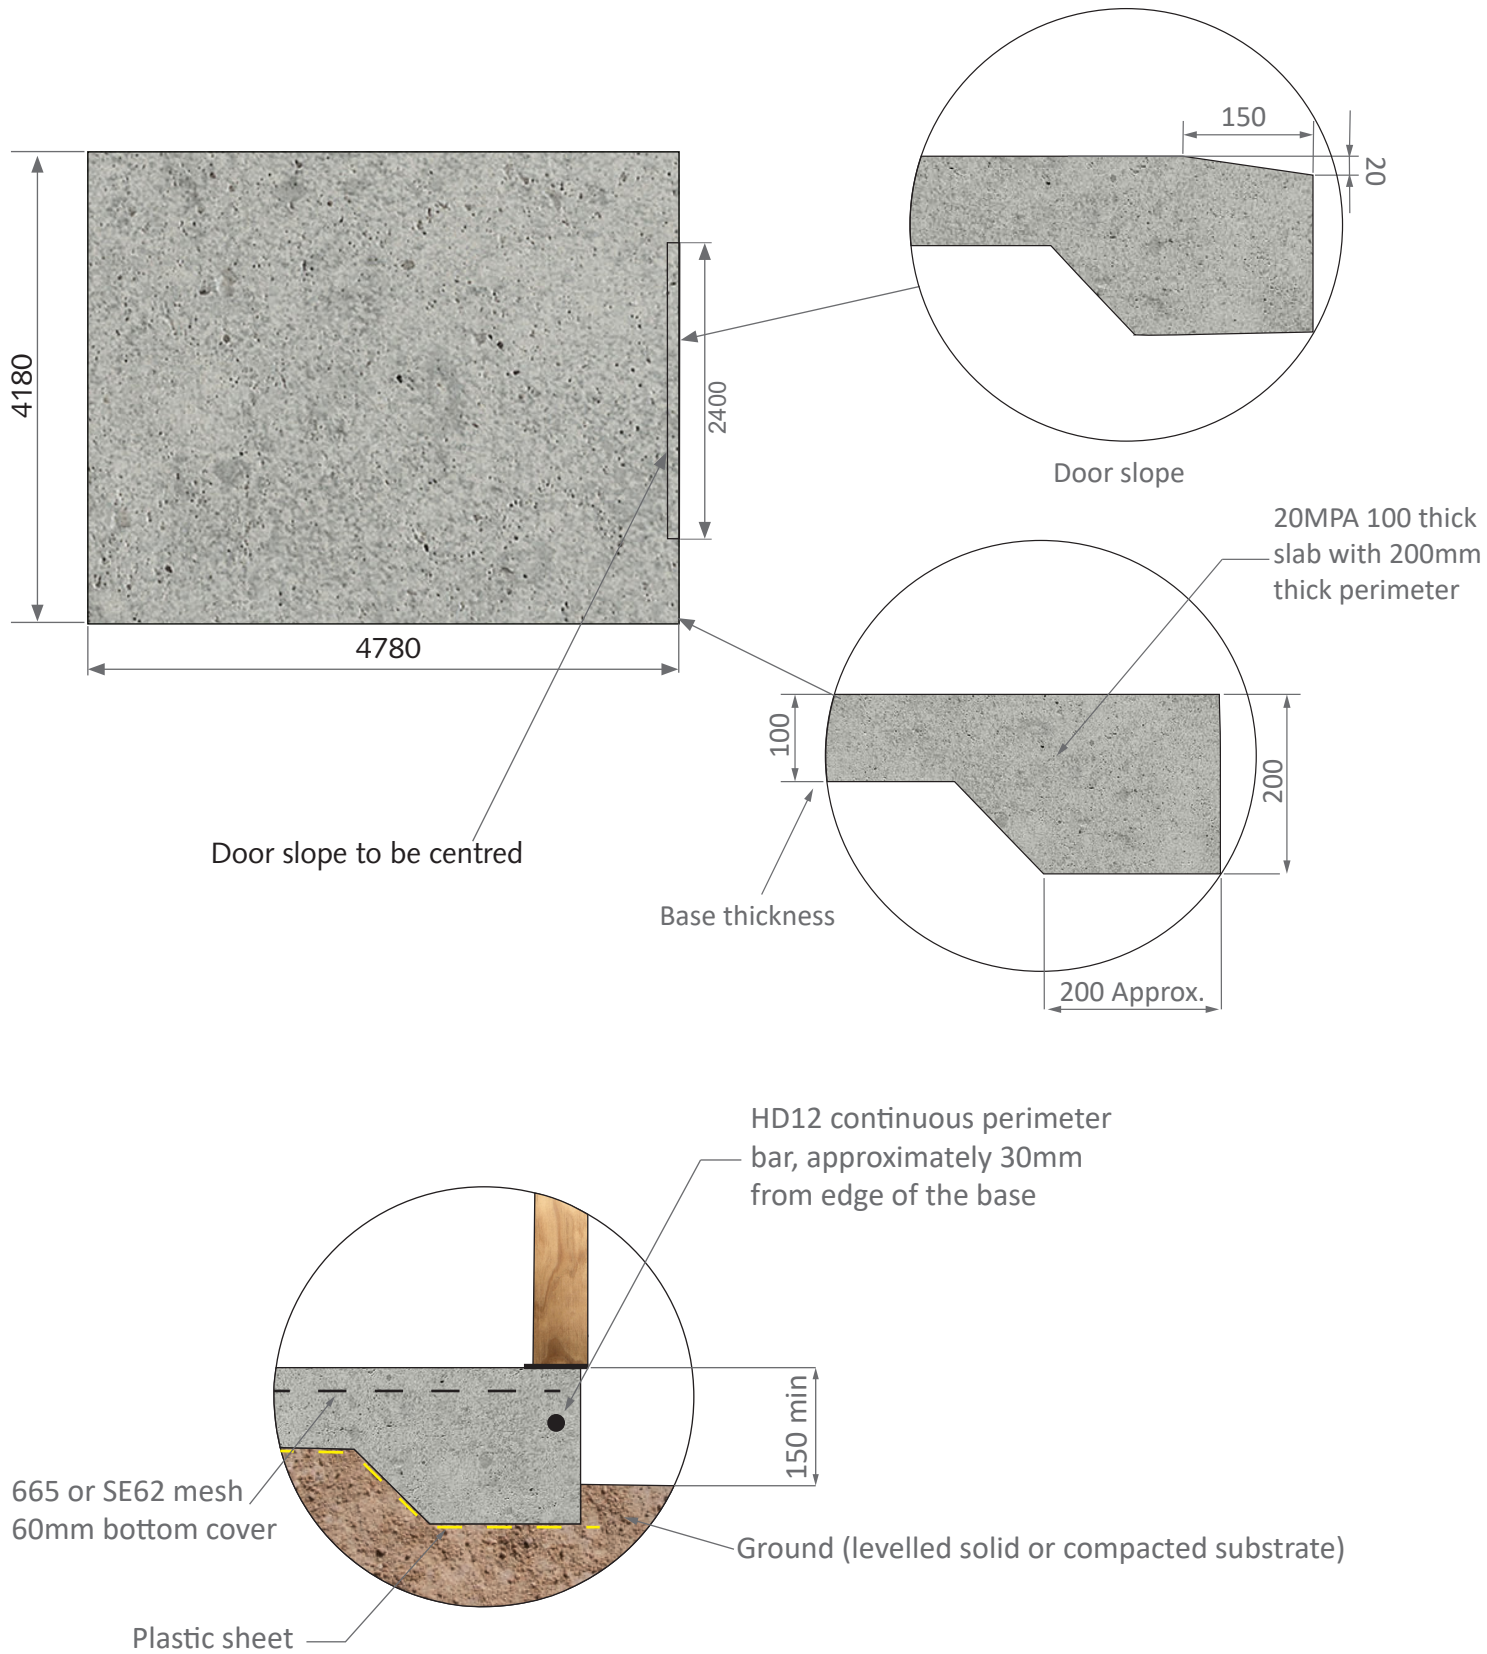 150
20
4180
2400
Door slope
20MPA 100 thick
slab with 200mm
thick perimeter
4780
100
200
Door slope to be centred
Base thickness
200 Approx.
HD12 continuous perimeter
bar, approximately 30mm
from edge of the base
150 min
665 or SE62 mesh
60mm bottom cover
Ground (levelled solid or compacted substrate)
Plastic sheet